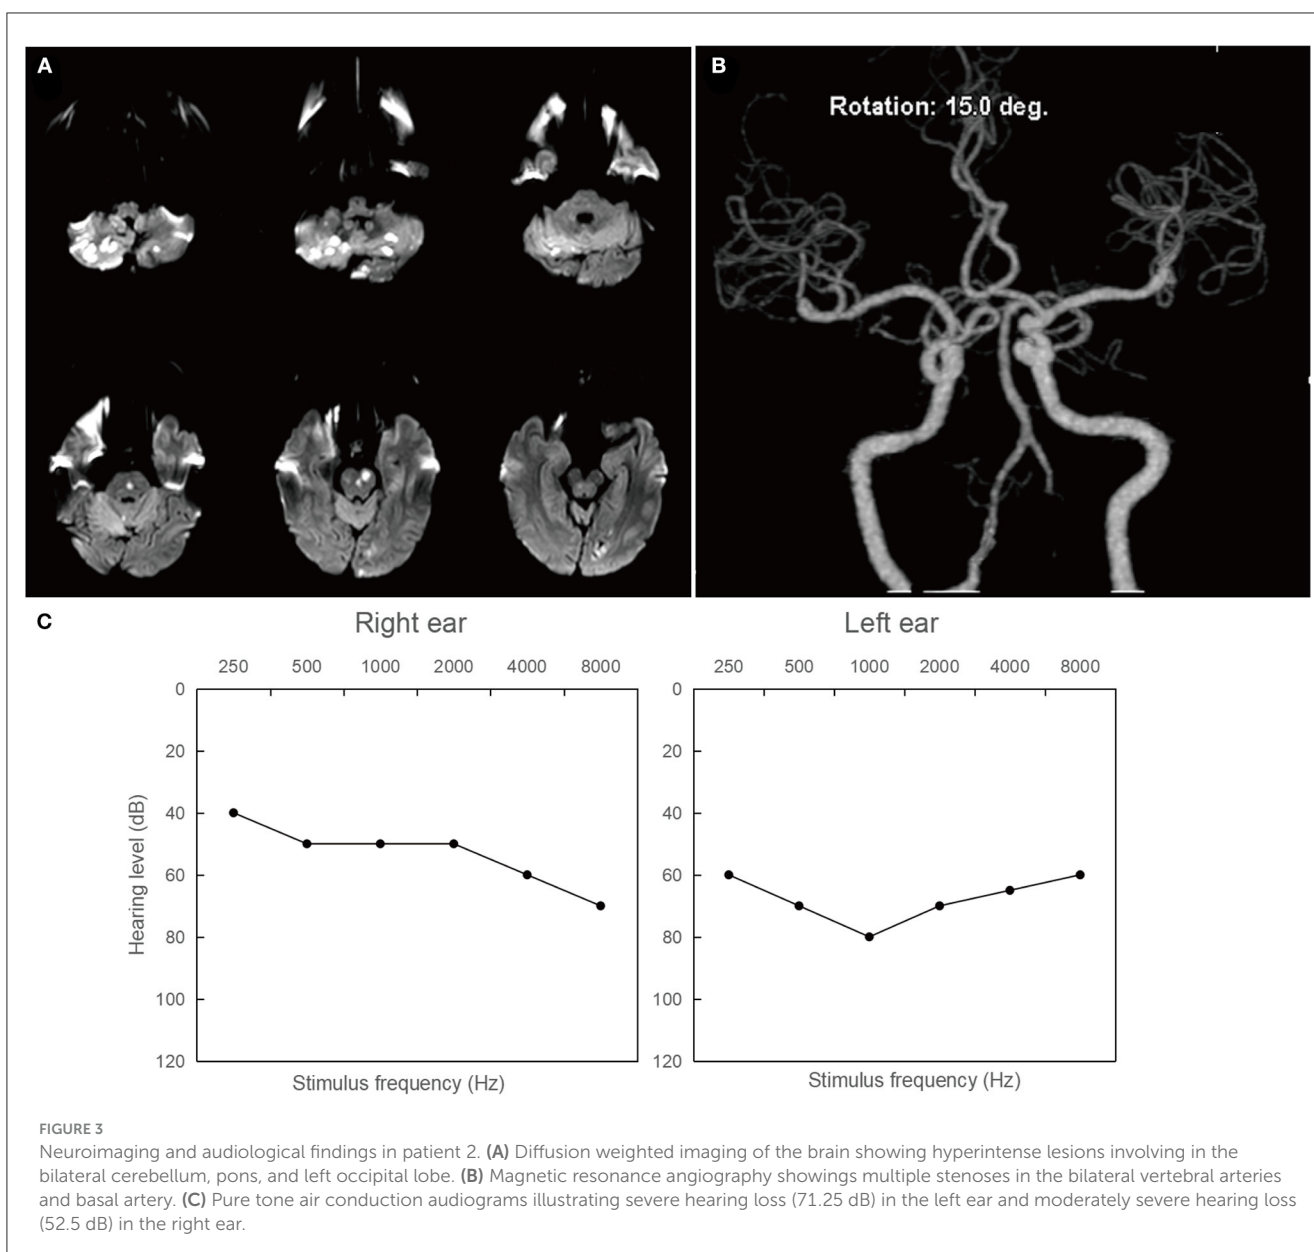 A
B
Rotation: 15.0 deg.
C
Right ear
Left ear
250 500 1000 2000 4000 8000
250 500 1000 2000 4000 8000
0
20
40
60
80
100
120
Hearing level (dB)
0
20
40
60
80
100
120
Stimulus frequency (Hz)
Stimulus frequency (Hz)
FIGURE 3
Neuroimaging and audiological findings in patient 2. (A) Diffusion weighted imaging of the brain showing hyperintense lesions involving in the
bilateral cerebellum, pons, and left occipital lobe. (B) Magnetic resonance angiography showings multiple stenoses in the bilateral vertebral arteries
and basal artery. (C) Pure tone air conduction audiograms illustrating severe hearing loss (71.25 dB) in the left ear and moderately severe hearing loss
(52.5 dB) in the right ear.